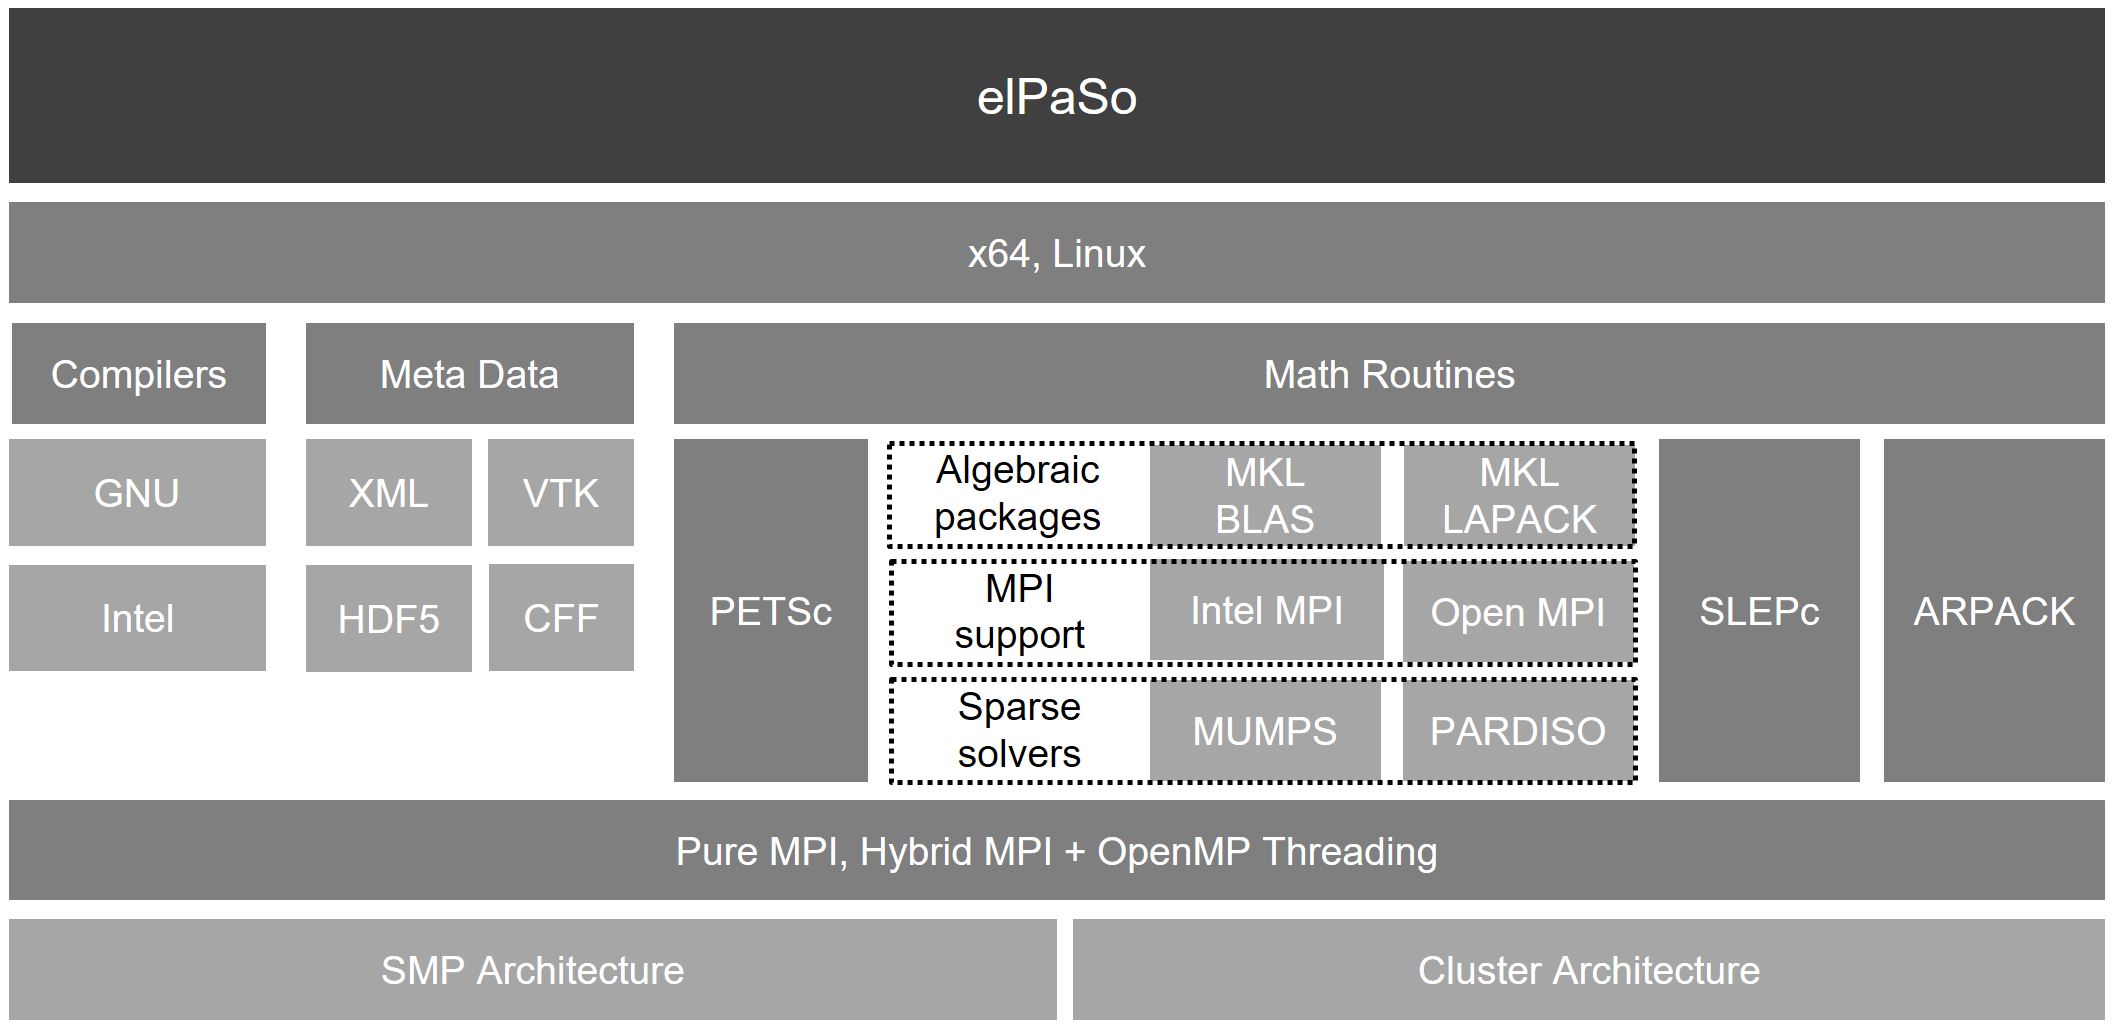 elPaSo
x64, Linux
Compilers
Meta Data
Math Routines
GNU
XML
VTK
Intel
HDF5
CFF
PETSc
Algebraic
packages
MKL
BLAS
MKL
LAPACK
MPI
support
Intel MPI
Open MPI
Sparse
solvers
MUMPS
PARDISO
SLEPc
ARPACK
Pure MPI, Hybrid MPI + OpenMP Threading
SMP Architecture
Cluster Architecture